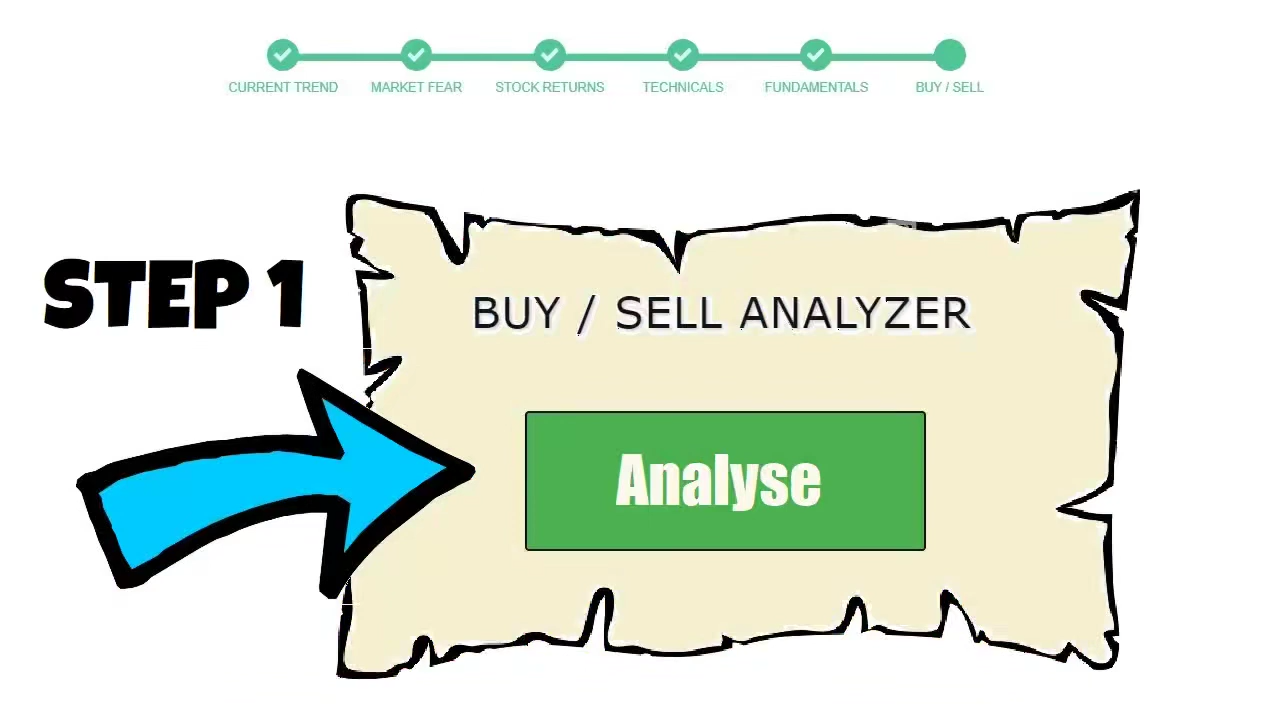 CURRENT TREND MARKET FEAR STOCK RETURNS TECHNICALS FUNDAMENTALS BUY / SELL
STEP 1
BUY / SELL ANALYZER
Analyse